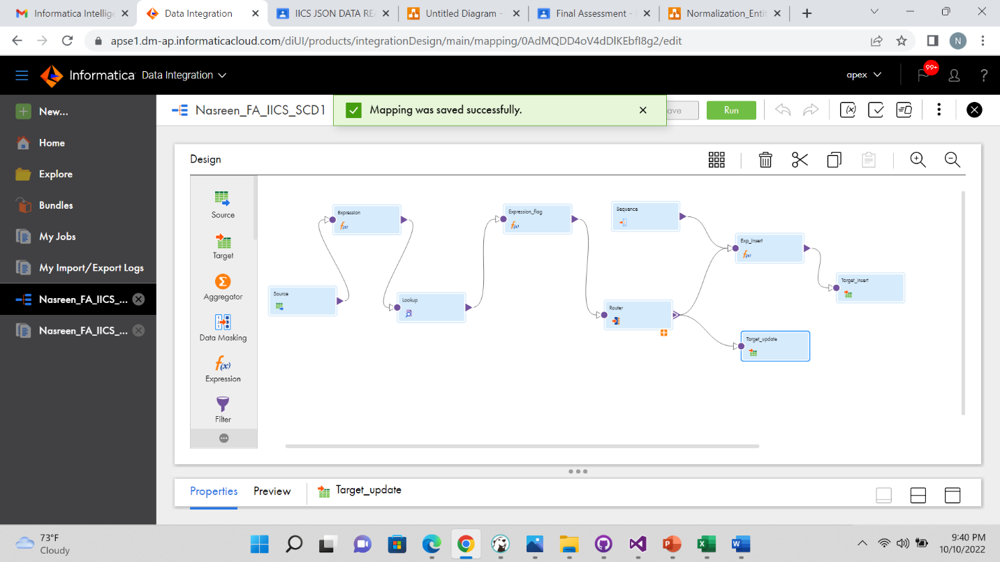 Informatica Intellige
Data Integration
IICS JSON DATA RE
Untitled Diagram -
Final Assessment -
Normalization_Enti
apse1.dm-ap.informaticacloud.com/diUI/products/integrationDesign/main/mapping/0AdMQDD4oV4dDlKEbfI8g2/edit
N
Informatica Data Integration
apex
99+
?
New...
Home
Explore
Bundles
My Jobs
My Import/Export Logs
Nasreen_FA_IICS_...
Nasreen_FA_IICS_...
Nasreen_FA_IICS_SCD1
Mapping was saved successfully.
ave
Run
Design
Source
Target
Aggregator
Data Masking
Expression
Filter
Expression
Source
Lookup
Expression_flag
Sequence
Router
Exp_insert
Target_insert
Target_update
Properties
Preview
Target_update
73°F
Cloudy
9:40 PM
10/10/2022